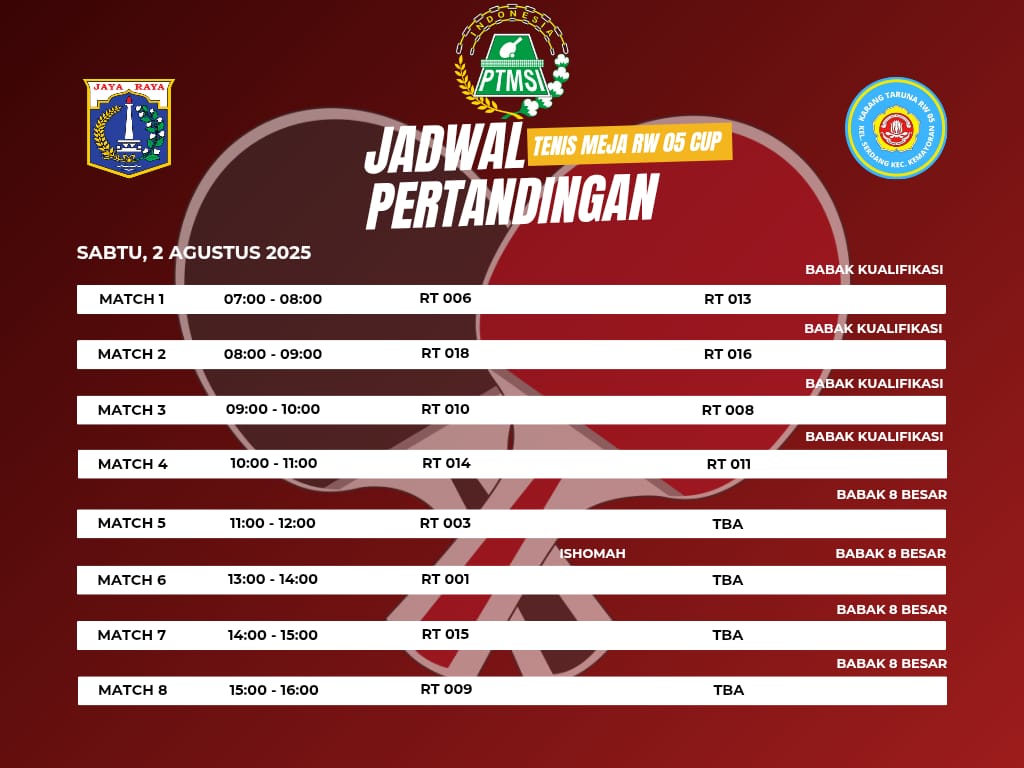 INDONESIA
PTMSI
JAYA RAYA
KARANG TARUNA RW 05
KEL. SERDANG KEC. KEMAYORAN
JADWAL TENIS MEJA RW 05 CUP
PERTANDINGAN
SABTU, 2 AGUSTUS 2025
BABAK KUALIFIKASI
MATCH 1 07:00 - 08:00 RT 006 RT 013
BABAK KUALIFIKASI
MATCH 2 08:00 - 09:00 RT 018 RT 016
BABAK KUALIFIKASI
MATCH 3 09:00 - 10:00 RT 010 RT 008
BABAK KUALIFIKASI
MATCH 4 10:00 - 11:00 RT 014 RT 011
BABAK 8 BESAR
MATCH 5 11:00 - 12:00 RT 003 TBA
ISHOMAH BABAK 8 BESAR
MATCH 6 13:00 - 14:00 RT 001 TBA
BABAK 8 BESAR
MATCH 7 14:00 - 15:00 RT 015 TBA
BABAK 8 BESAR
MATCH 8 15:00 - 16:00 RT 009 TBA